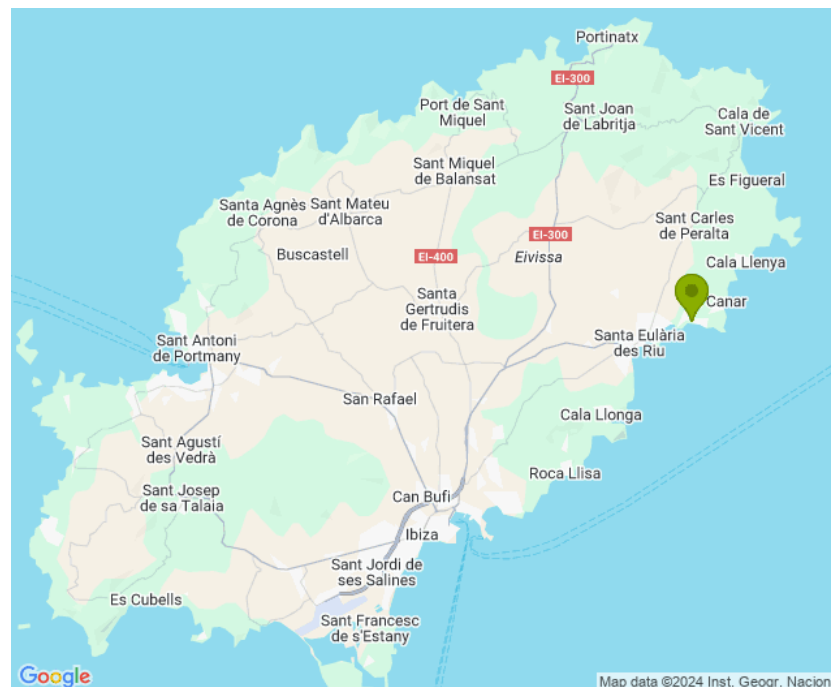 Portinatx
EI-300
Port de Sant
Miquel
Sant Joan
de Labritja
Cala de
Sant Vicent
Sant Miquel
de Balansat
Es Figueral
Santa Agnès
de Corona
Sant Mateu
d'Albarca
Sant Carles
de Peralta
EI-300
Buscastell
EI-400
Eivissa
Cala Llenya
Santa
Gertrudis
de Fruitera
Canar
Sant Antoni
de Portmany
Santa Eulària
des Riu
San Rafael
Cala Llonga
Sant Agustí
des Vedrà
Roca Llisa
Sant Josep
de sa Talaia
Can Bufi
Ibiza
Sant Jordi de
ses Salines
Es Cubells
Sant Francesc
de s'Estany
Google
Map data ©2024 Inst. Geogr. Nacion